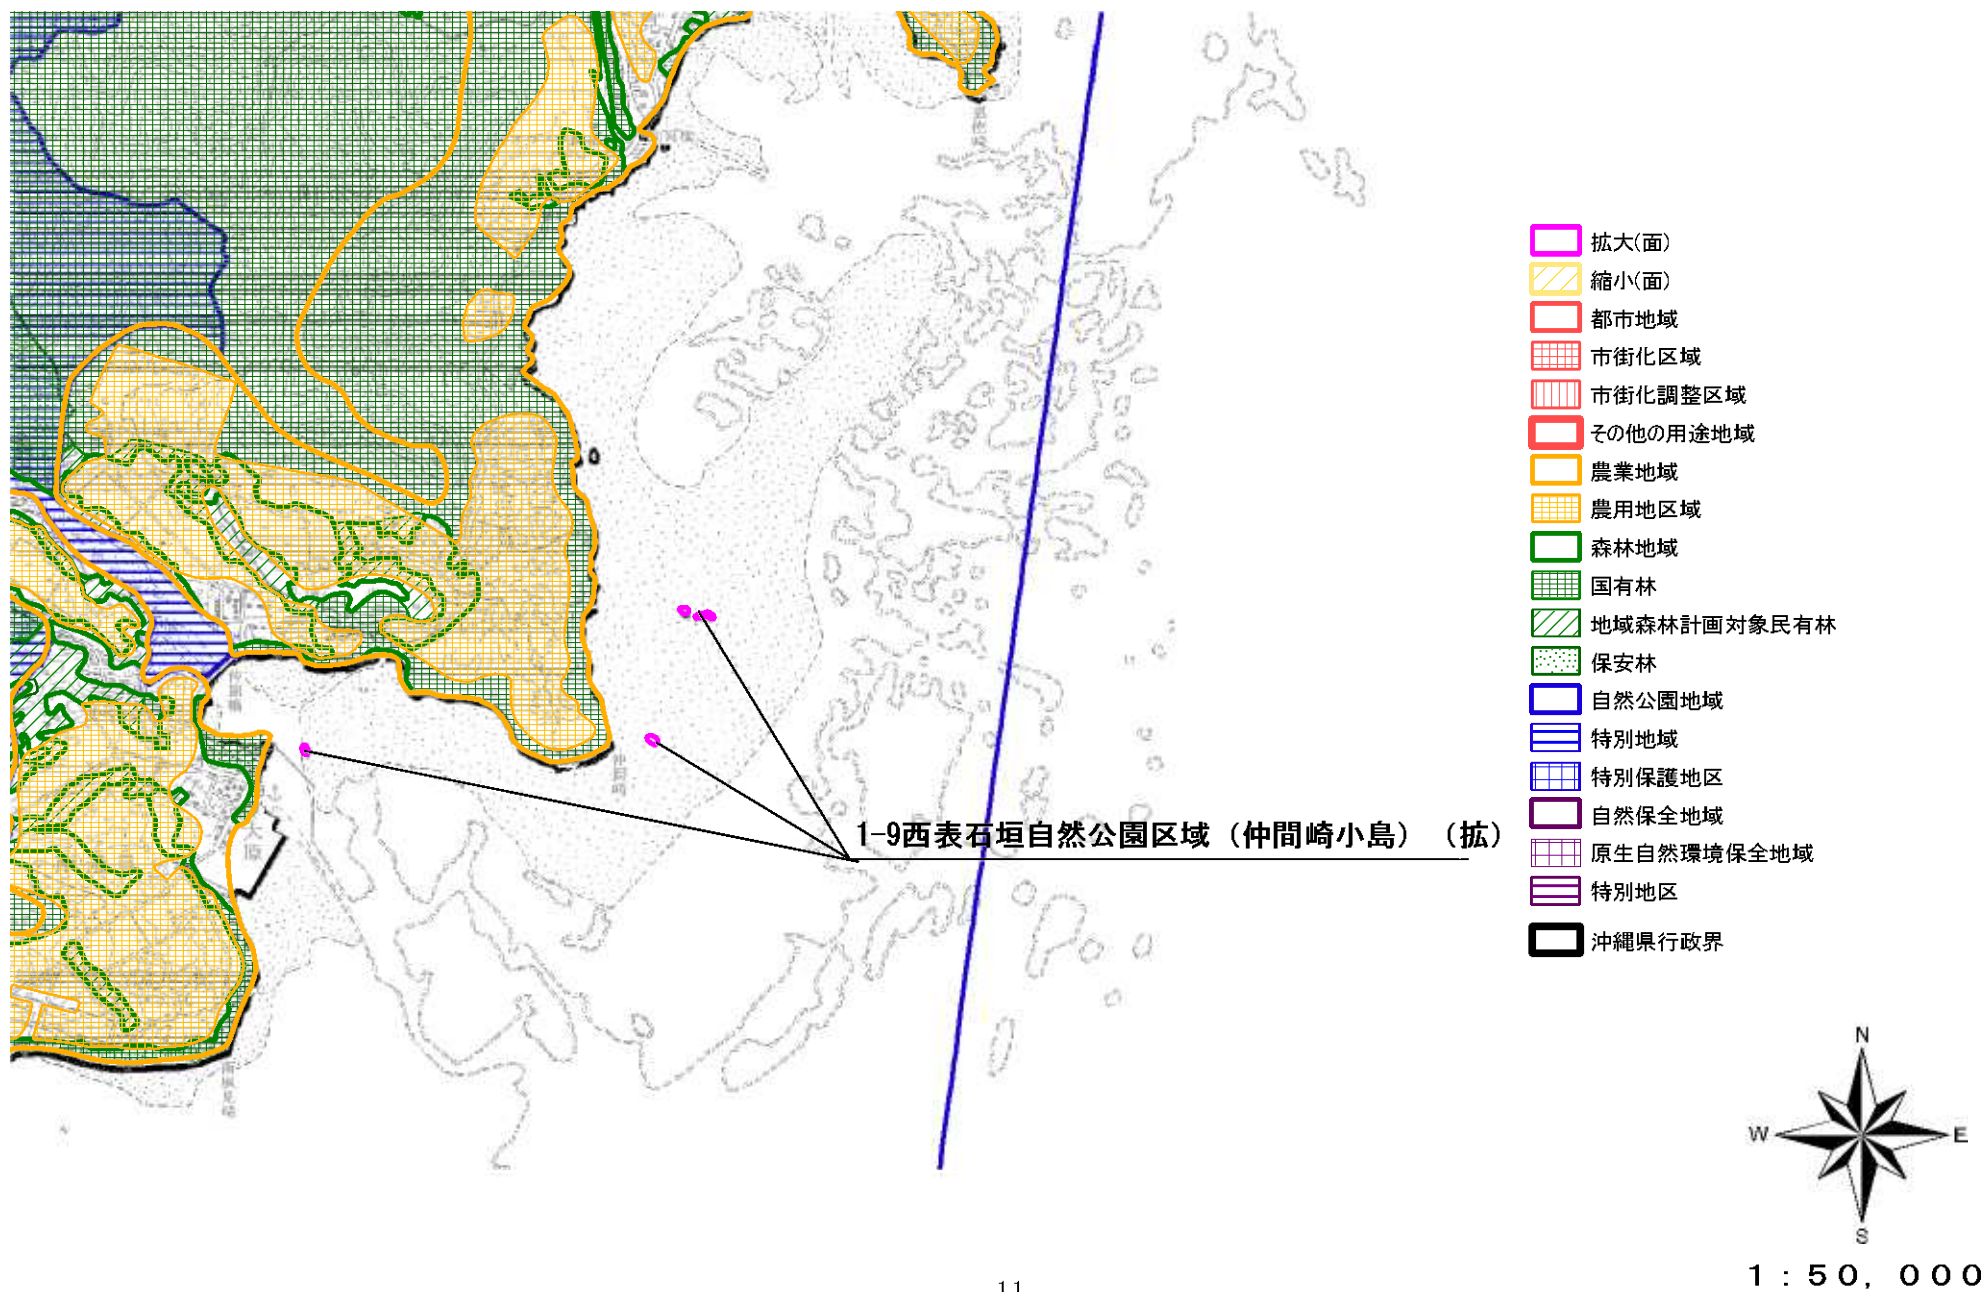 1-9西表石垣自然公園区域（仲間崎小島）（拡）
拡大(面)
縮小(面)
都市地域
市街化区域
市街化調整区域
その他の用途地域
農業地域
農用地区域
森林地域
国有林
地域森林計画対象民有林
保安林
自然公園地域
特別地域
特別保護地区
自然保全地域
原生自然環境保全地域
特別地区
沖縄県行政界
N
W
E
S
1：50，000
11